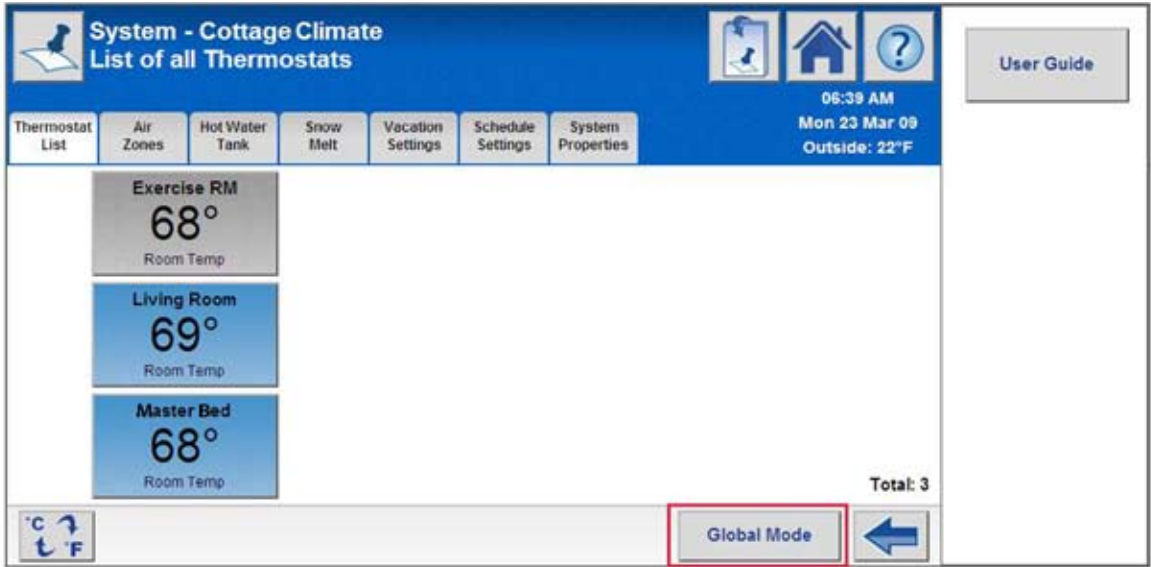 System - Cottage Climate
List of all Thermostats
06:39 AM
Mon 23 Mar 09
Outside: 22°F
User Guide
Thermostat List
Air Zones
Hot Water Tank
Snow Melt
Vacation Settings
Schedule Settings
System Properties
Exercise RM
68°
Room Temp
Living Room
69°
Room Temp
Master Bed
68°
Room Temp
Total: 3
°C
°F
Global Mode